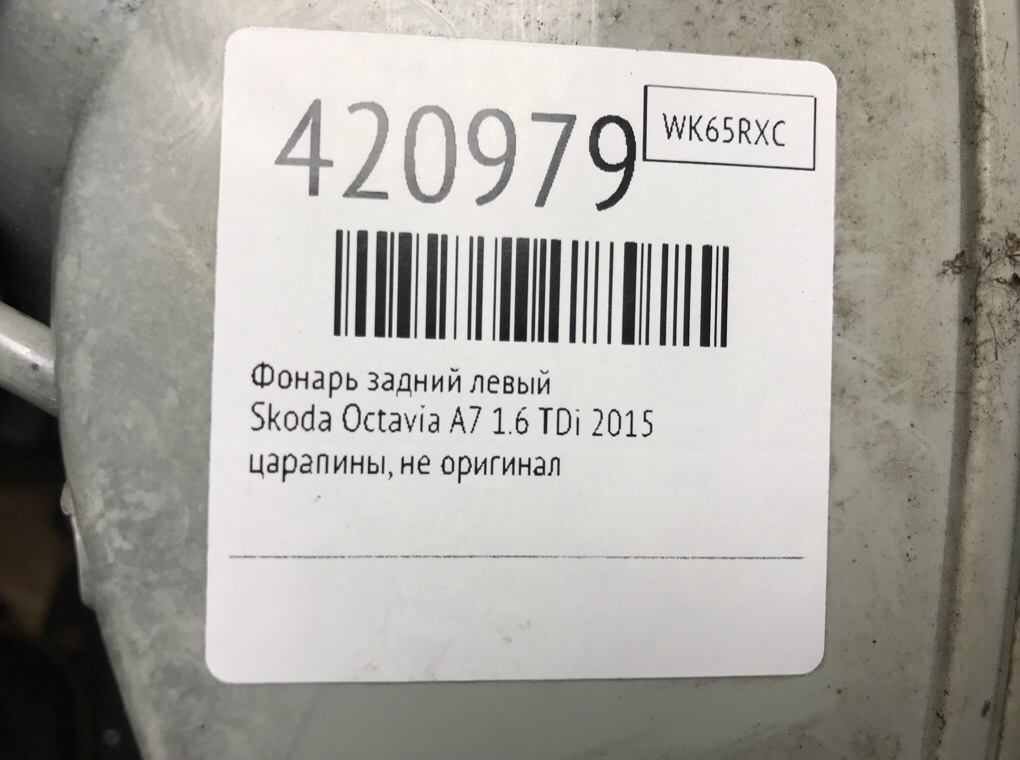 420979
WK65RXC
Фонарь задний левый
Skoda Octavia A7 1.6 TDi 2015
царапины, не оригинал